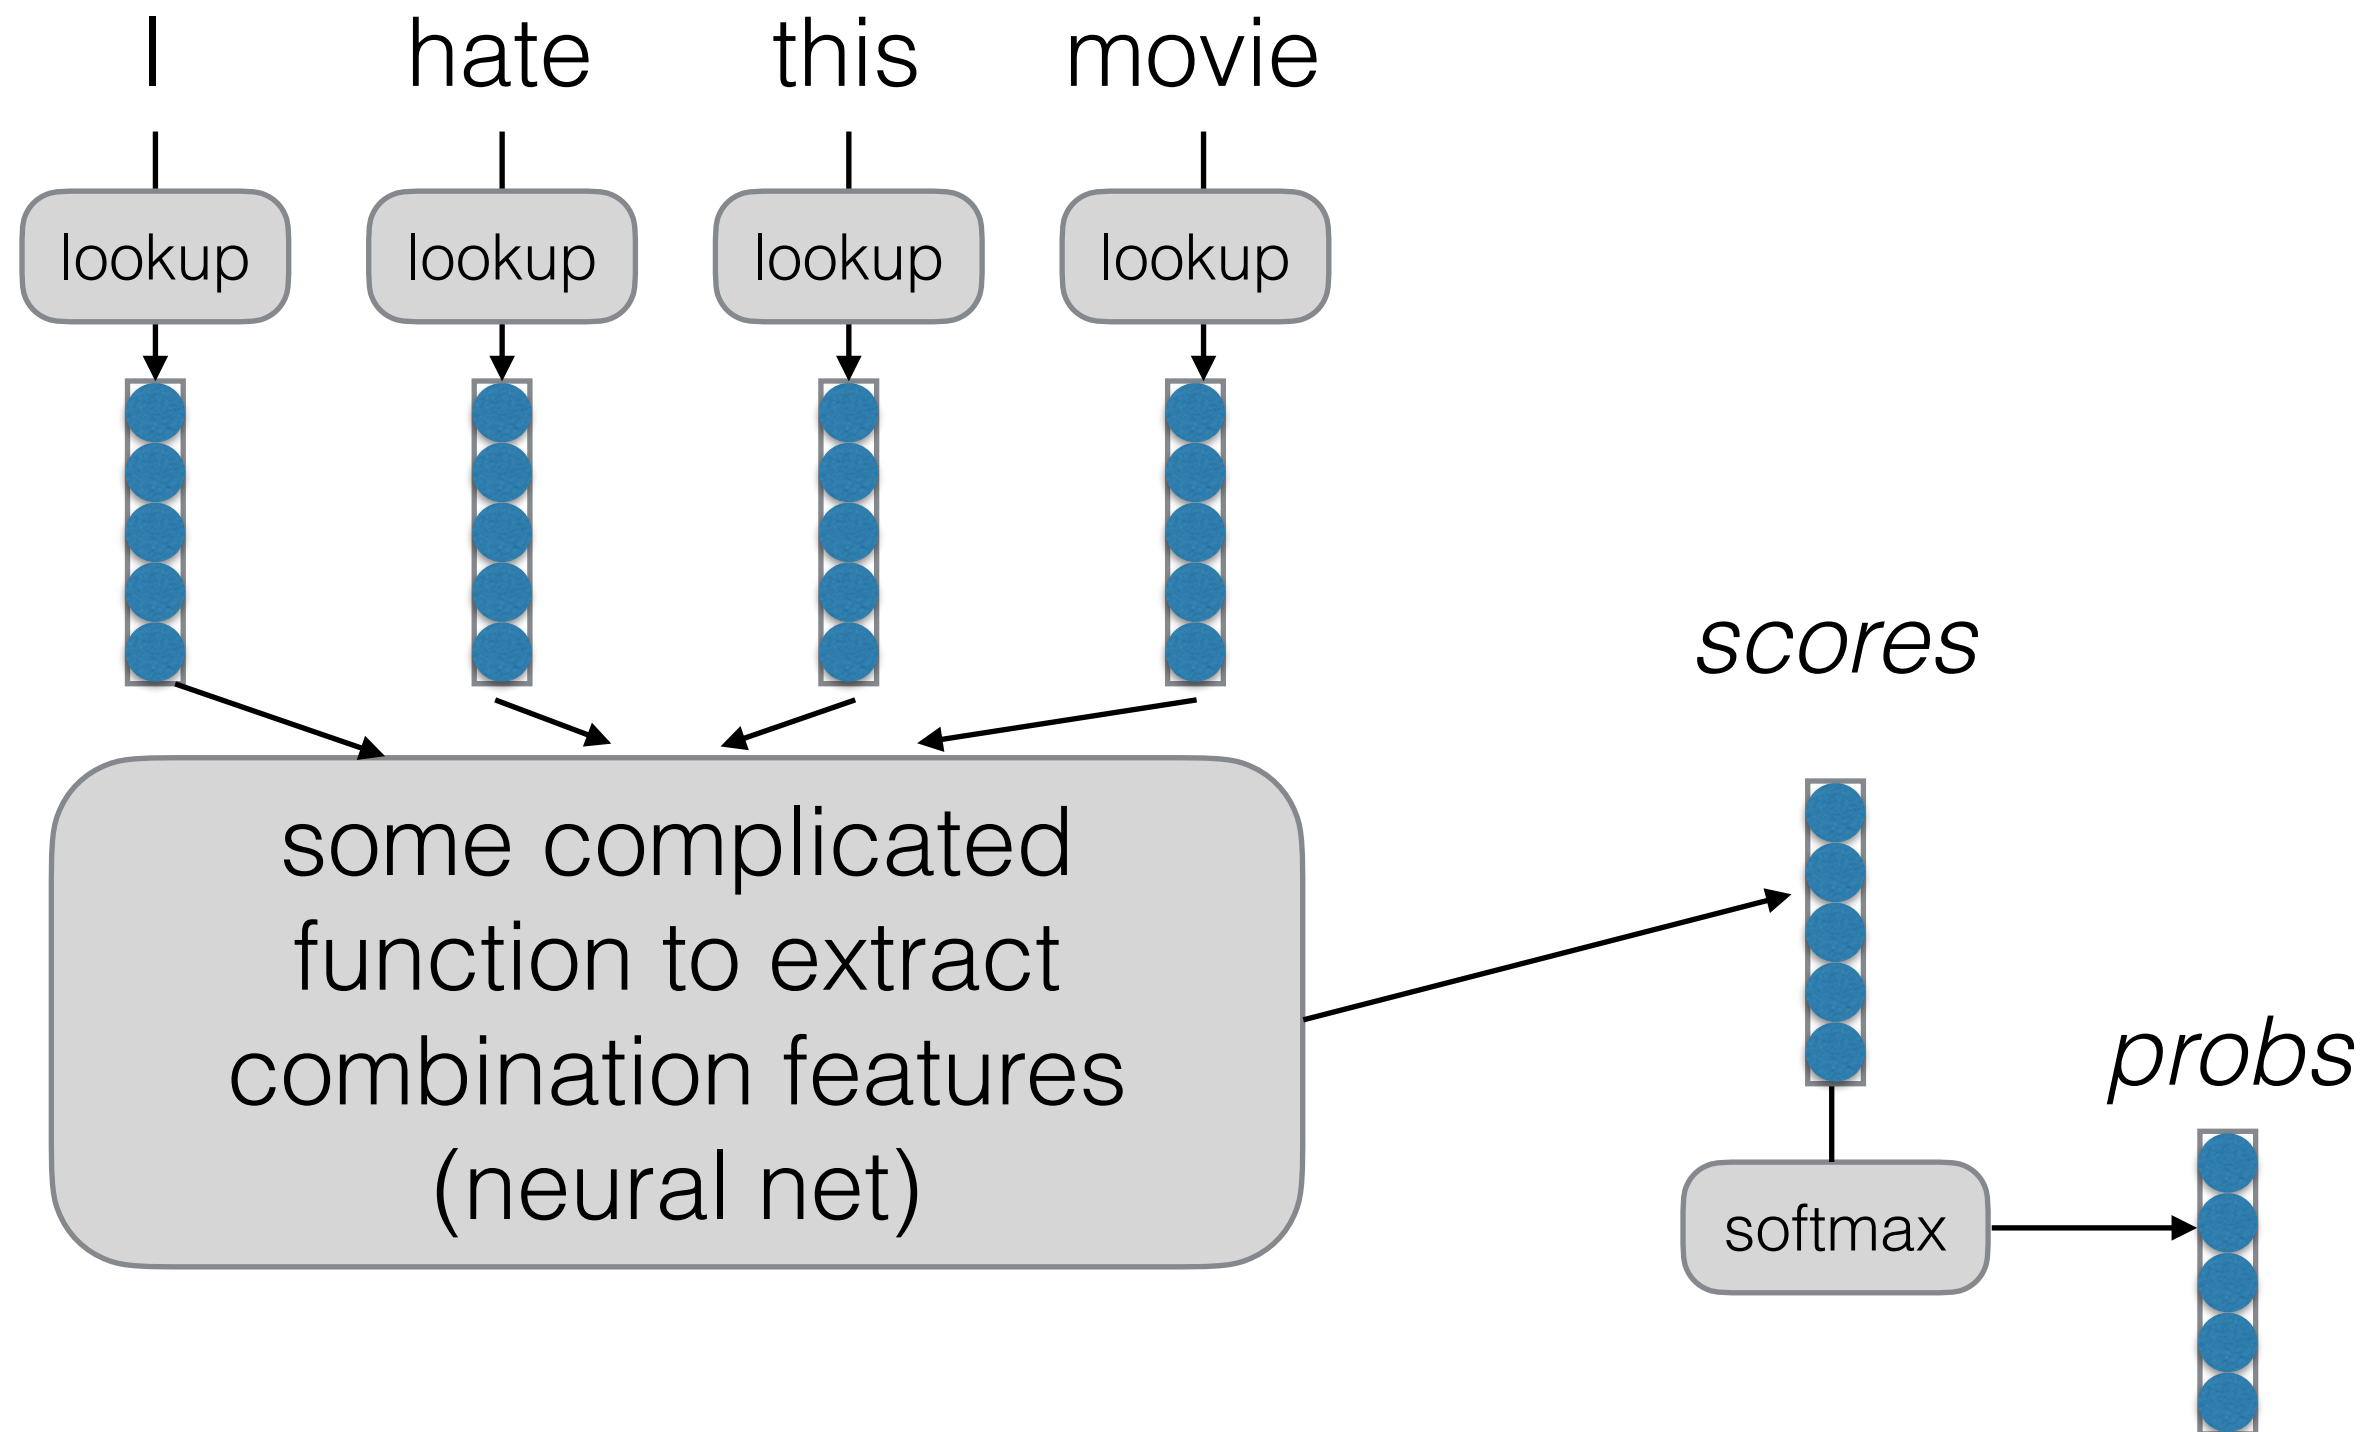 I hate this movie
lookup lookup lookup lookup
scores
some complicated
function to extract
combination features
(neural net)
probs
softmax